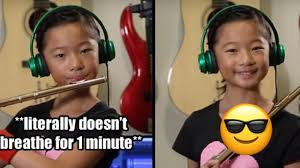 **literally doesn't
breathe for 1 minute**